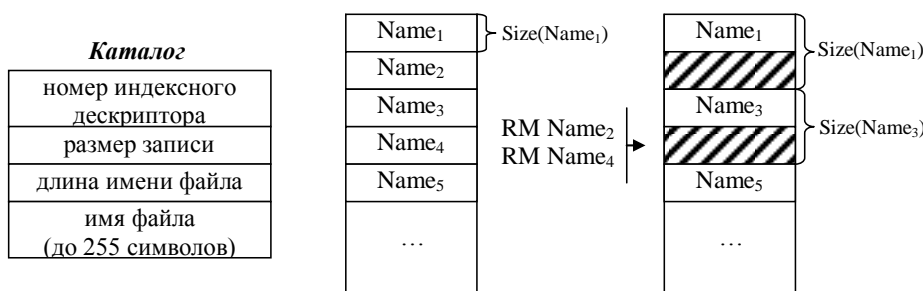 Каталог
номер индексного
дескриптора
размер записи
длина имени файла
имя файла
(до 255 символов)
Name₁
Name₂
Name₃
Name₄
Name₅
…
Size(Name₁)
RM Name₂
RM Name₄
Name₁
Name₃
Name₅
…
Size(Name₁)
Size(Name₃)